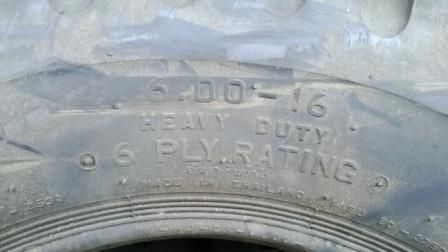 6.00-16
HEAVY DUTY
6 PLY RATING
MADE IN THAILAND